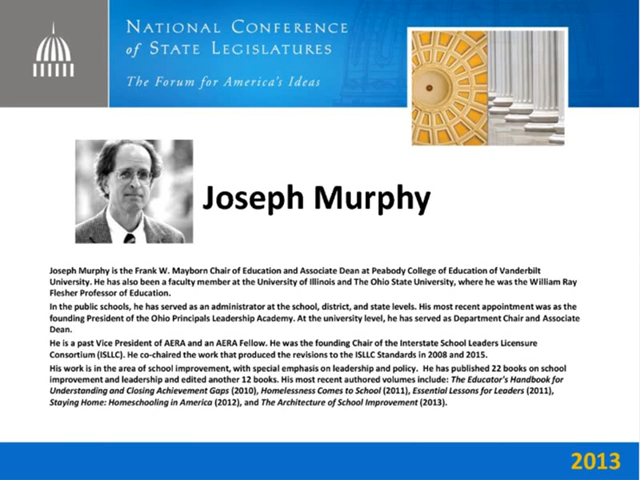 NATIONAL CONFERENCE
of STATE LEGISLATURES
The Forum for America's Ideas
Joseph Murphy
Joseph Murphy is the Frank W. Mayborn Chair of Education and Associate Dean at Peabody College of Education of Vanderbilt
University. He has also been a faculty member at the University of Illinois and The Ohio State University, where he was the William Ray
Flesher Professor of Education.
In the public schools, he has served as an administrator at the school, district, and state levels. His most recent appointment was as the
founding President of the Ohio Principals Leadership Academy. At the university level, he has served as Department Chair and Associate
Dean.
He is a past Vice President of AERA and an AERA Fellow. He was the founding Chair of the Interstate School Leaders Licensure
Consortium (ISLLC). He co-chaired the work that produced the revisions to the ISLLC Standards in 2008 and 2015.
His work is in the area of school improvement, with special emphasis on leadership and policy. He has published 22 books on school
improvement and leadership and edited another 12 books. His most recent authored volumes include: The Educator's Handbook for
Understanding and Closing Achievement Gaps (2010), Homelessness Comes to School (2011), Essential Lessons for Leaders (2011),
Staying Home: Homeschooling in America (2012), and The Architecture of School Improvement (2013).
2013